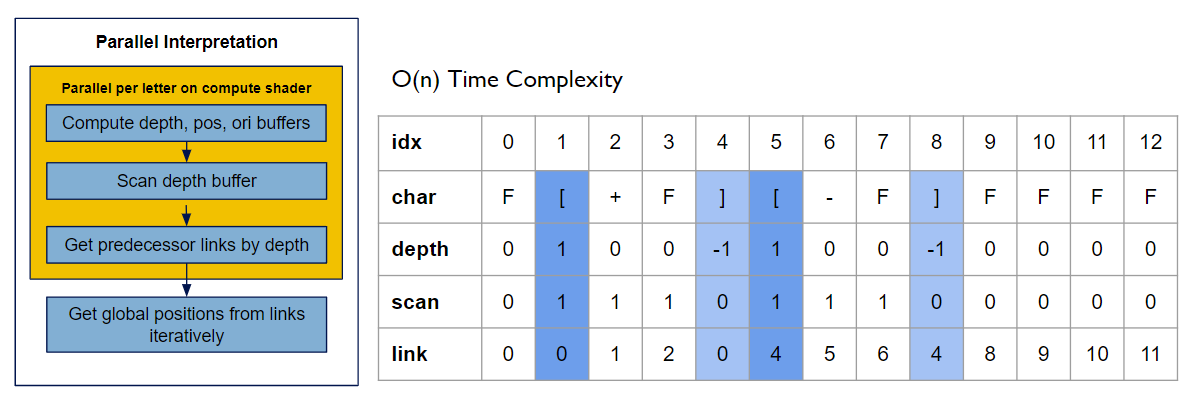 Parallel Interpretation
Parallel per letter on compute shader
Compute depth, pos, ori buffers
Scan depth buffer
Get predecessor links by depth
Get global positions from links
iteratively
O(n) Time Complexity
idx 0 1 2 3 4 5 6 7 8 9 10 11 12
char F [ + F ] [ - F ] F F F F
depth 0 1 0 0 -1 1 0 0 -1 0 0 0 0
scan 0 1 1 1 0 1 1 1 0 0 0 0 0
link 0 0 1 2 0 4 5 6 4 8 9 10 11